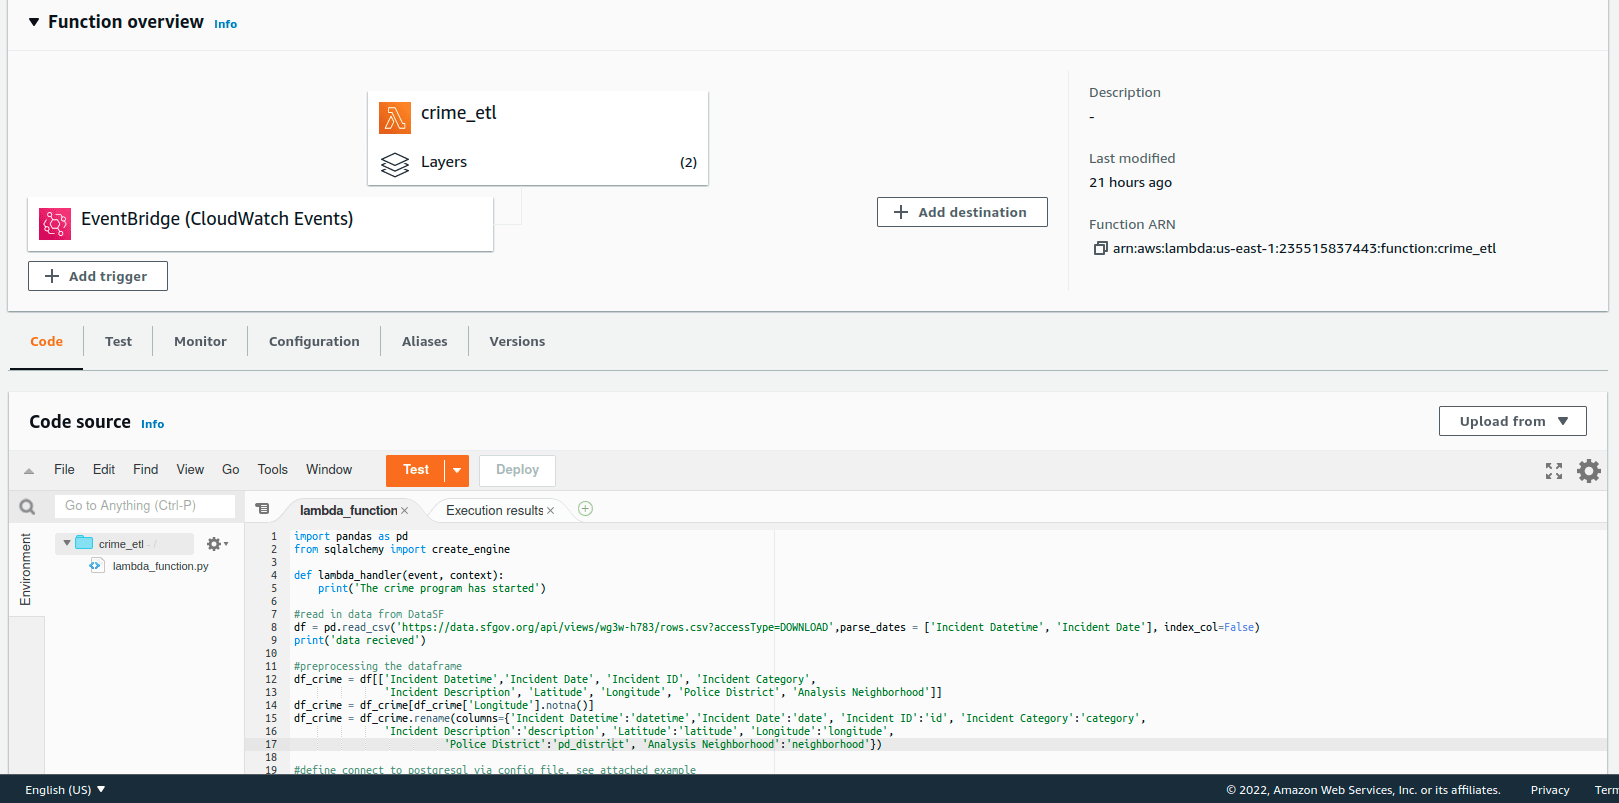 Function overview Info
crime_etl
Layers (2)
EventBridge (CloudWatch Events)
+ Add trigger
+ Add destination
Description
-
Last modified
21 hours ago
Function ARN
arn:aws:lambda:us-east-1:235515837443:function:crime_etl
Code Test Monitor Configuration Aliases Versions
Code source Info
Upload from
File Edit Find View Go Tools Window Test Deploy
Go to Anything (Ctrl-P)
Environment
crime_etl - /
lambda_function.py
lambda_function × Execution results ×
1 import pandas as pd
2 from sqlalchemy import create_engine
3
4 def lambda_handler(event, context):
5     print('The crime program has started')
6
7 #read in data from DataSF
8 df = pd.read_csv('https://data.sfgov.org/api/views/wg3w-h783/rows.csv?accessType=DOWNLOAD',parse_dates = ['Incident Datetime', 'Incident Date'], index_col=False)
9 print('data recieved')
10
11 #preprocessing the dataframe
12 df_crime = df[['Incident Datetime','Incident Date', 'Incident ID', 'Incident Category',
13                'Incident Description', 'Latitude', 'Longitude', 'Police District', 'Analysis Neighborhood']]
14 df_crime = df_crime[df_crime['Longitude'].notna()]
15 df_crime = df_crime.rename(columns={'Incident Datetime':'datetime','Incident Date':'date', 'Incident ID':'id', 'Incident Category':'category',
16                'Incident Description':'description', 'Latitude':'latitude', 'Longitude':'longitude',
17                          'Police District':'pd_district', 'Analysis Neighborhood':'neighborhood'})
18
19 #define connect to postgresql via config file, see attached example
English (US)
© 2022, Amazon Web Services, Inc. or its affiliates. Privacy Term